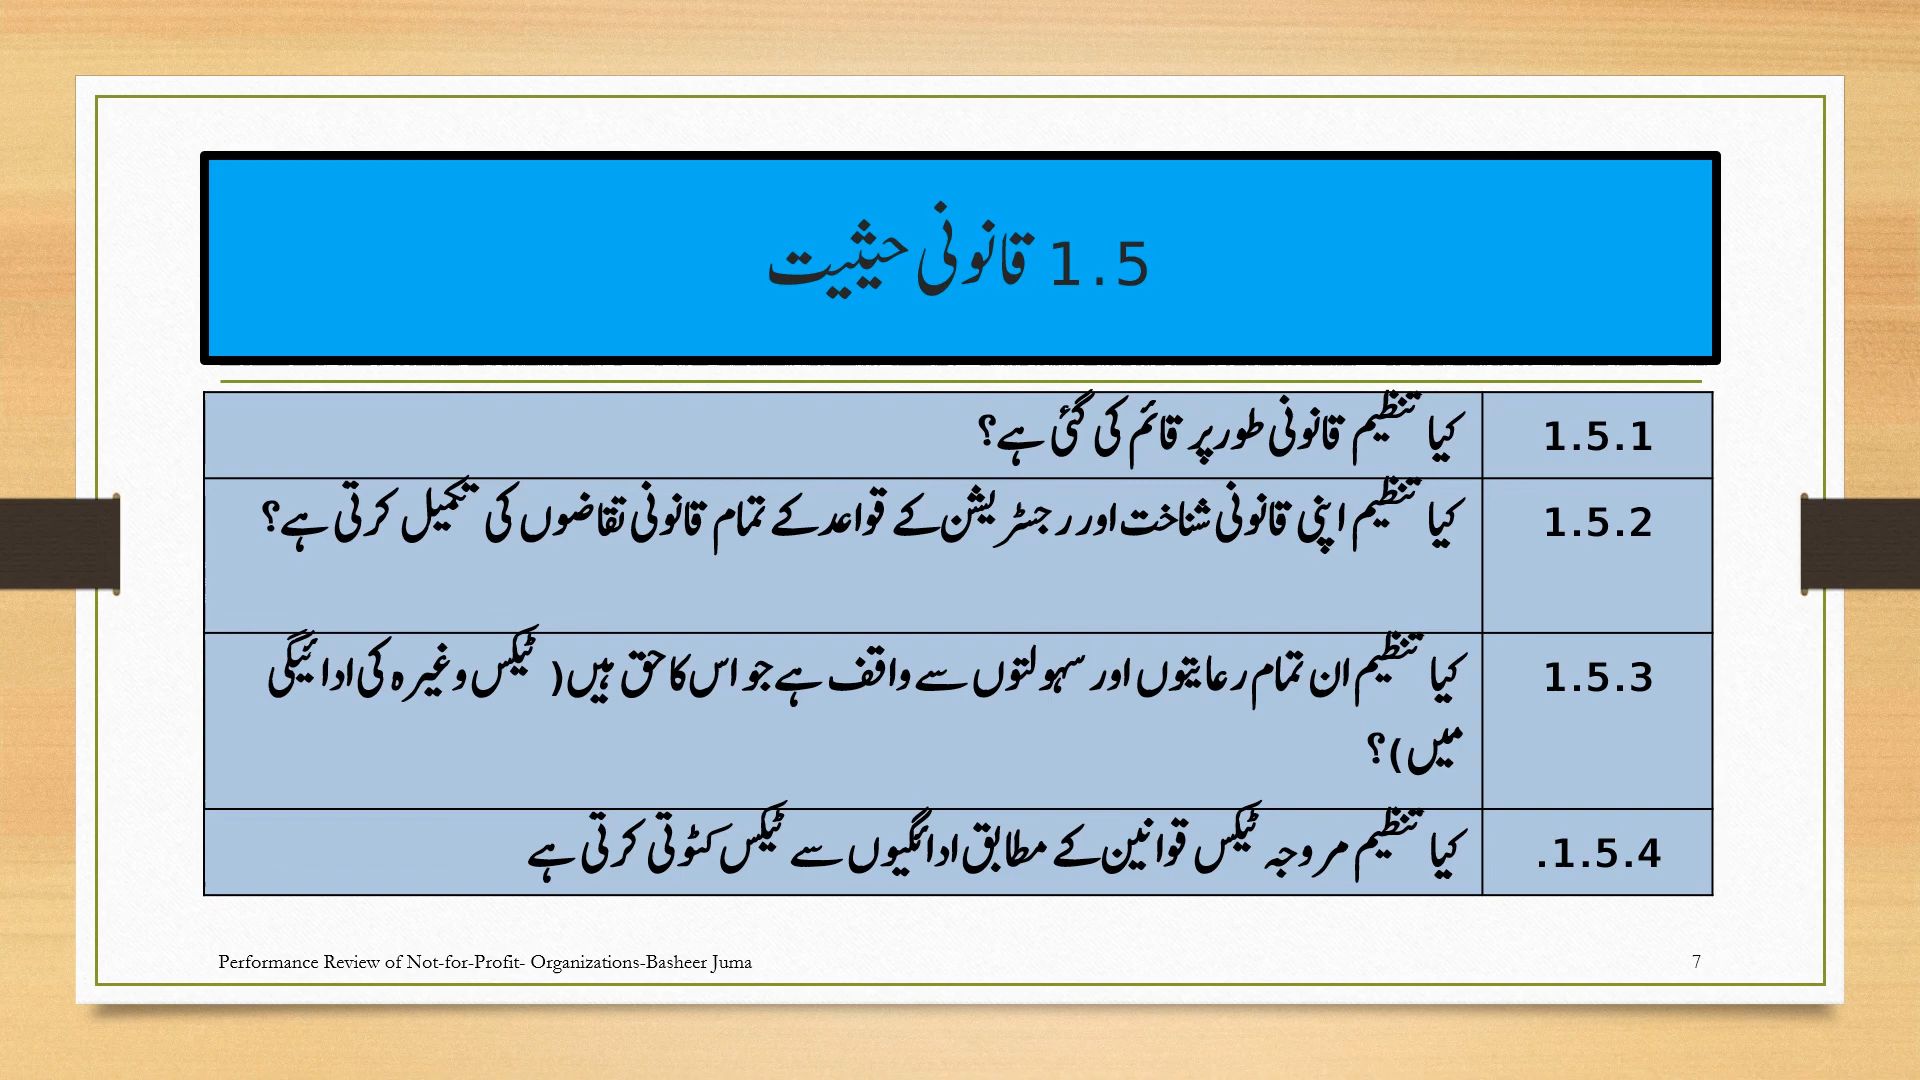 1.5 قانونی حیثیت
1.5.1 کیا تنظیم قانونی طورپر قائم کی گئی ہے؟
1.5.2 کیا تنظیم اپنی قانونی شناخت اور رجسٹریشن کے قواعد کے تمام قانونی تقاضوں کی تکمیل کرتی ہے؟
1.5.3 کیا تنظیم ان تمام رعایتوں اور سہولتوں سے واقف ہے جو اس کا حق ہیں( ٹیکس وغیرہ کی ادائیگی
میں)؟
1.5.4. کیا تنظیم مروجہ ٹیکس قوانین کے مطابق ادائگیوں سے ٹیکس کٹوتی کرتی ہے
Performance Review of Not-for-Profit- Organizations-Basheer Juma 7